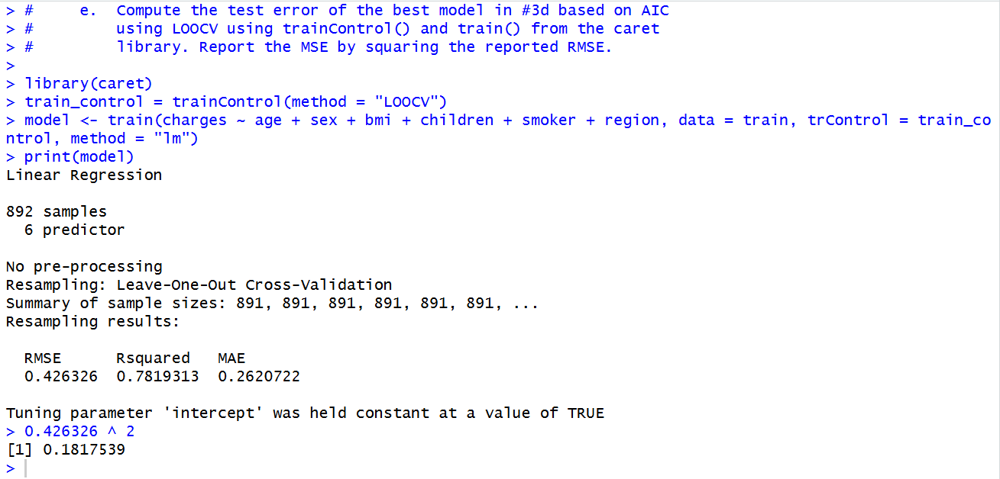 > #     e.  Compute the test error of the best model in #3d based on AIC
> #         using LOOCV using trainControl() and train() from the caret
> #         library. Report the MSE by squaring the reported RMSE.
>
> library(caret)
> train_control = trainControl(method = "LOOCV")
> model <- train(charges ~ age + sex + bmi + children + smoker + region, data = train, trControl = train_co
ntrol, method = "lm")
> print(model)
Linear Regression

892 samples
  6 predictor

No pre-processing
Resampling: Leave-One-Out Cross-Validation
Summary of sample sizes: 891, 891, 891, 891, 891, 891, ...
Resampling results:

  RMSE      Rsquared   MAE
  0.426326  0.7819313  0.2620722

Tuning parameter 'intercept' was held constant at a value of TRUE
> 0.426326 ^ 2
[1] 0.1817539
>